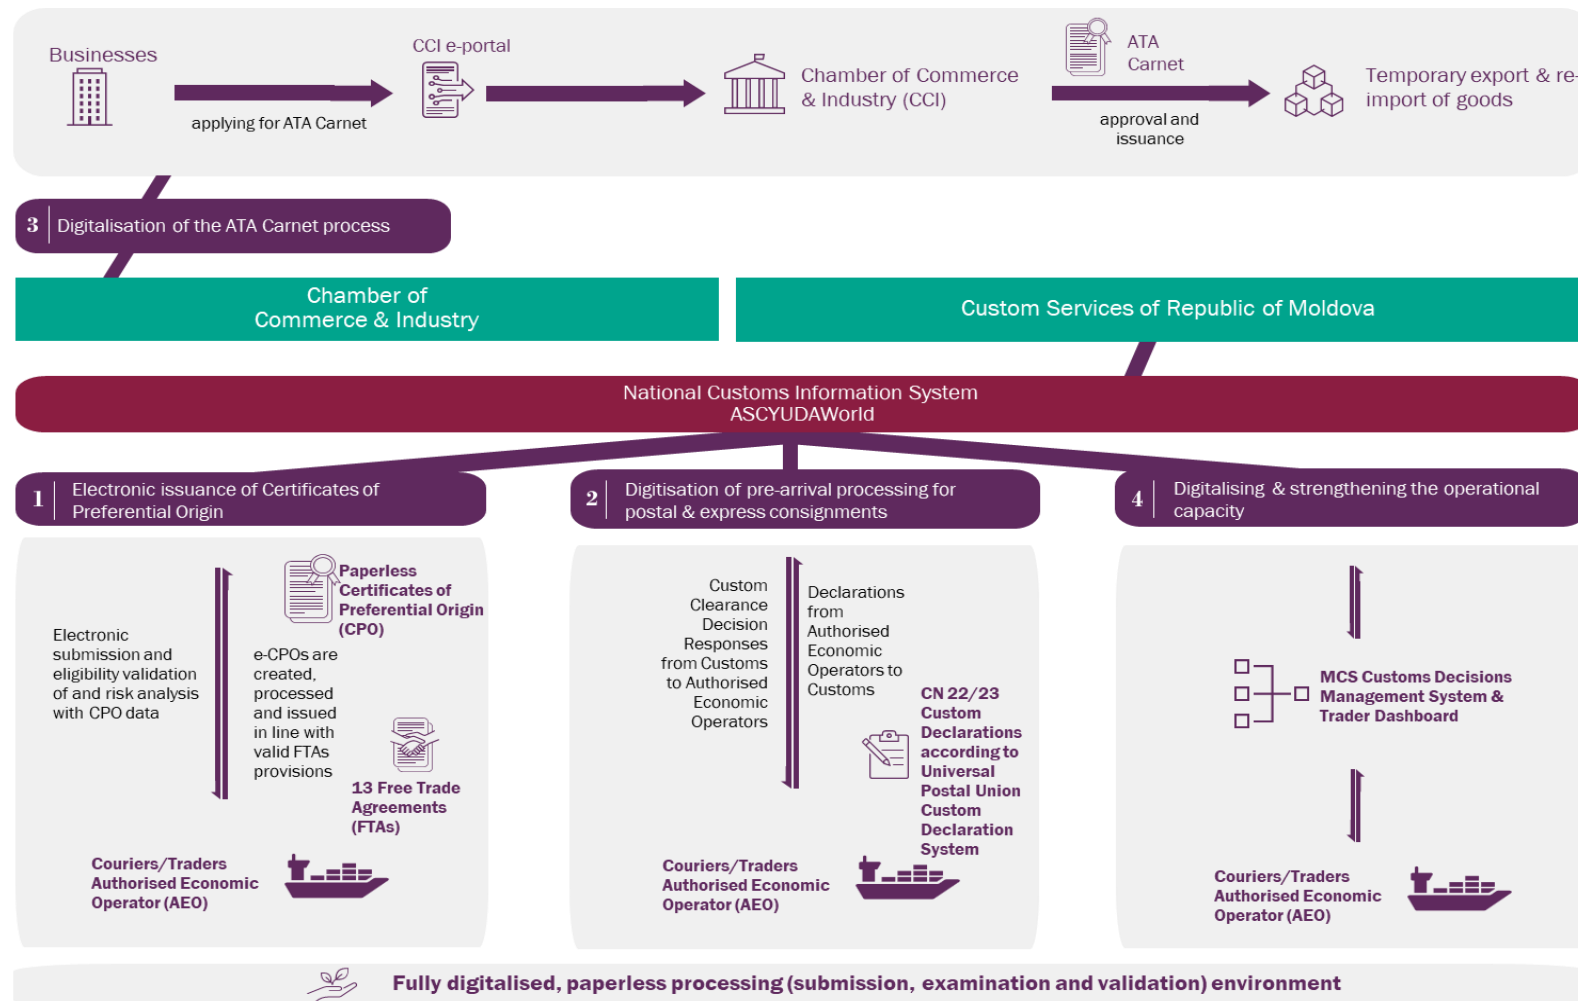 Businesses
applying for ATA Carnet
CCI e-portal
Chamber of Commerce
& Industry (CCI)
ATA
Carnet
approval and
issuance
Temporary export & re-
import of goods
3
Digitalisation of the ATA Carnet process
Chamber of
Commerce & Industry
Custom Services of Republic of Moldova
National Customs Information System
ASCYUDAWorld
1
Electronic issuance of Certificates of
Preferential Origin
Electronic
submission and
eligibility validation
of and risk analysis
with CPO data
Paperless
Certificates of
Preferential Origin
(CPO)
e-CPOs are
created,
processed
and issued
in line with
valid FTAs
provisions
13 Free Trade
Agreements
(FTAs)
Couriers/Traders
Authorised Economic
Operator (AEO)
2
Digitisation of pre-arrival processing for
postal & express consignments
Custom
Clearance
Decision
Responses
from Customs
to Authorised
Economic
Operators
Declarations
from
Authorised
Economic
Operators to
Customs
CN 22/23
Custom
Declarations
according to
Universal
Postal Union
Custom
Declaration
System
Couriers/Traders
Authorised Economic
Operator (AEO)
4
Digitalising & strengthening the operational
capacity
MCS Customs Decisions
Management System &
Trader Dashboard
Couriers/Traders
Authorised Economic
Operator (AEO)
Fully digitalised, paperless processing (submission, examination and validation) environment